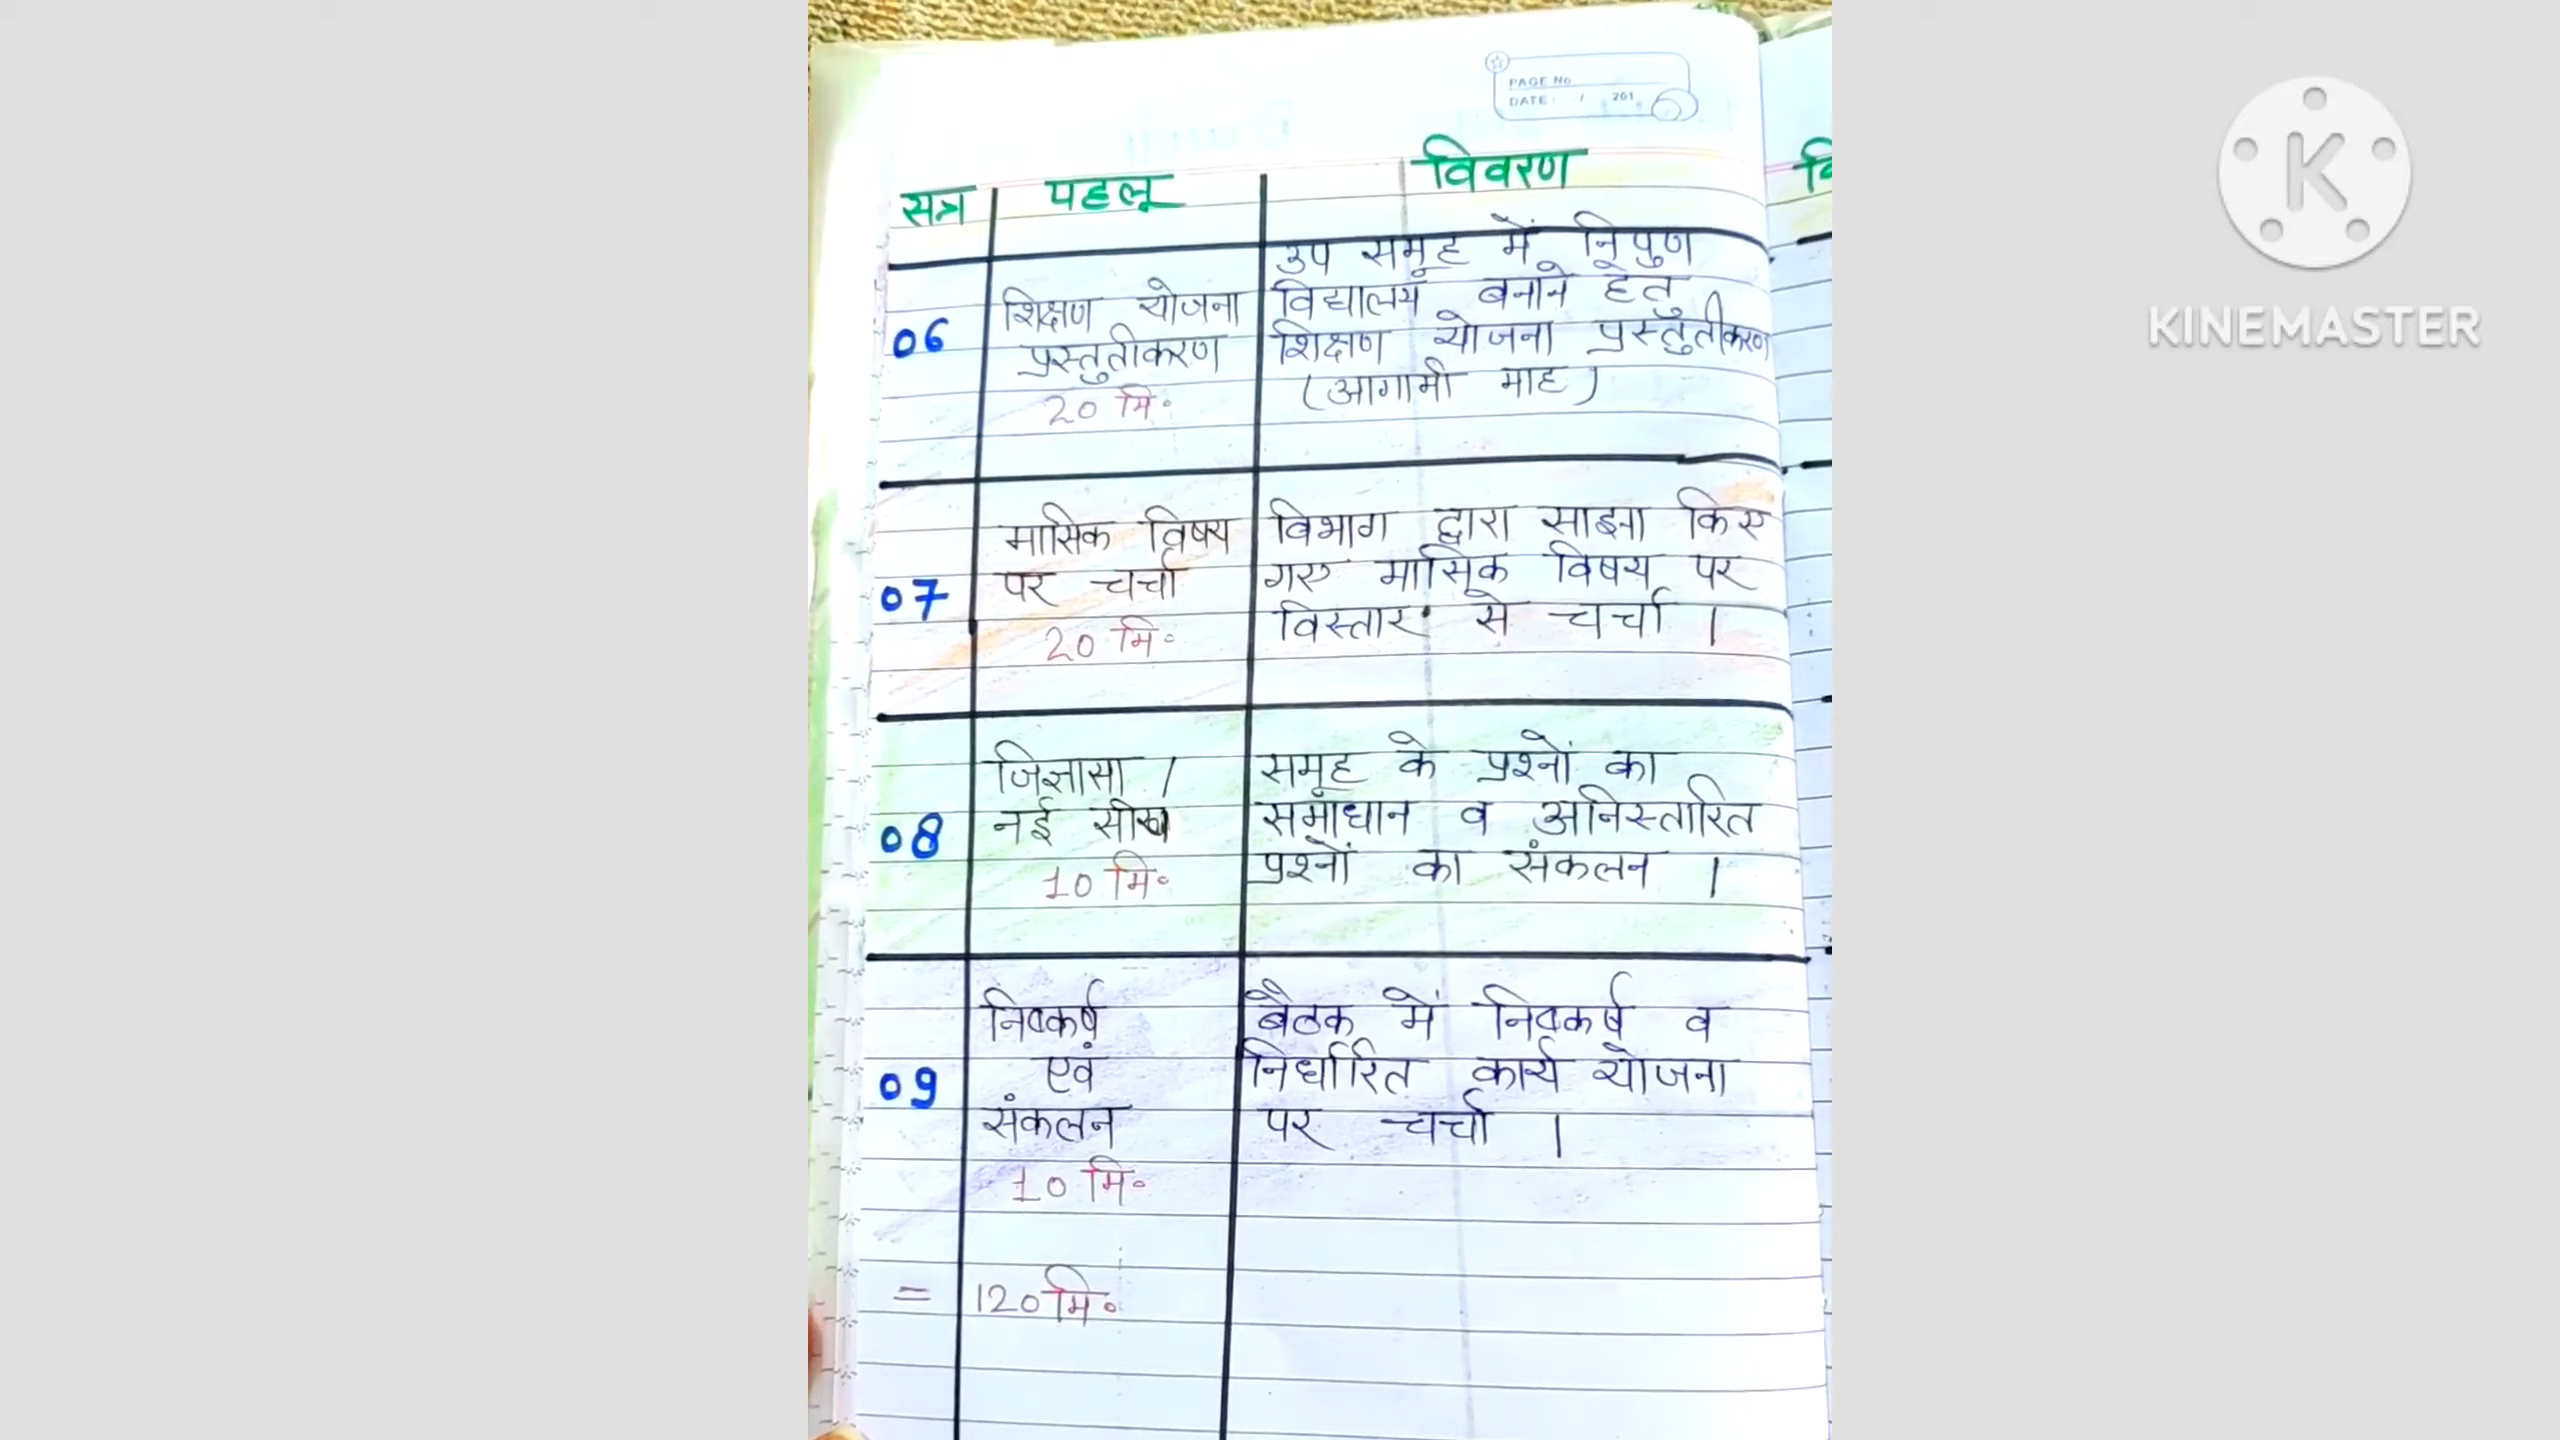 PAGE No
DATE: / 201
सत्र पहलू विवरण
06
शिक्षण योजना
प्रस्तुतीकरण
20 मि॰
उप समूह में निपुण
विद्यालय बनाने हेतु
शिक्षण योजना प्रस्तुतीकरण
(आगामी माह)
07
मासिक विषय
पर चर्चा
20 मि॰
विभाग द्वारा साझा किए
गए मासिक विषय पर
विस्तार से चर्चा ।
08
जिज्ञासा /
नई सीख
10 मि॰
समूह के प्रश्नों का
समाधान व अनिस्तारित
प्रश्नों का संकलन ।
09
निष्कर्ष
एवं
संकलन
10 मि॰
बैठक में निष्कर्ष व
निर्धारित कार्य योजना
पर चर्चा ।
= 120 मि॰
K
KINEMASTER